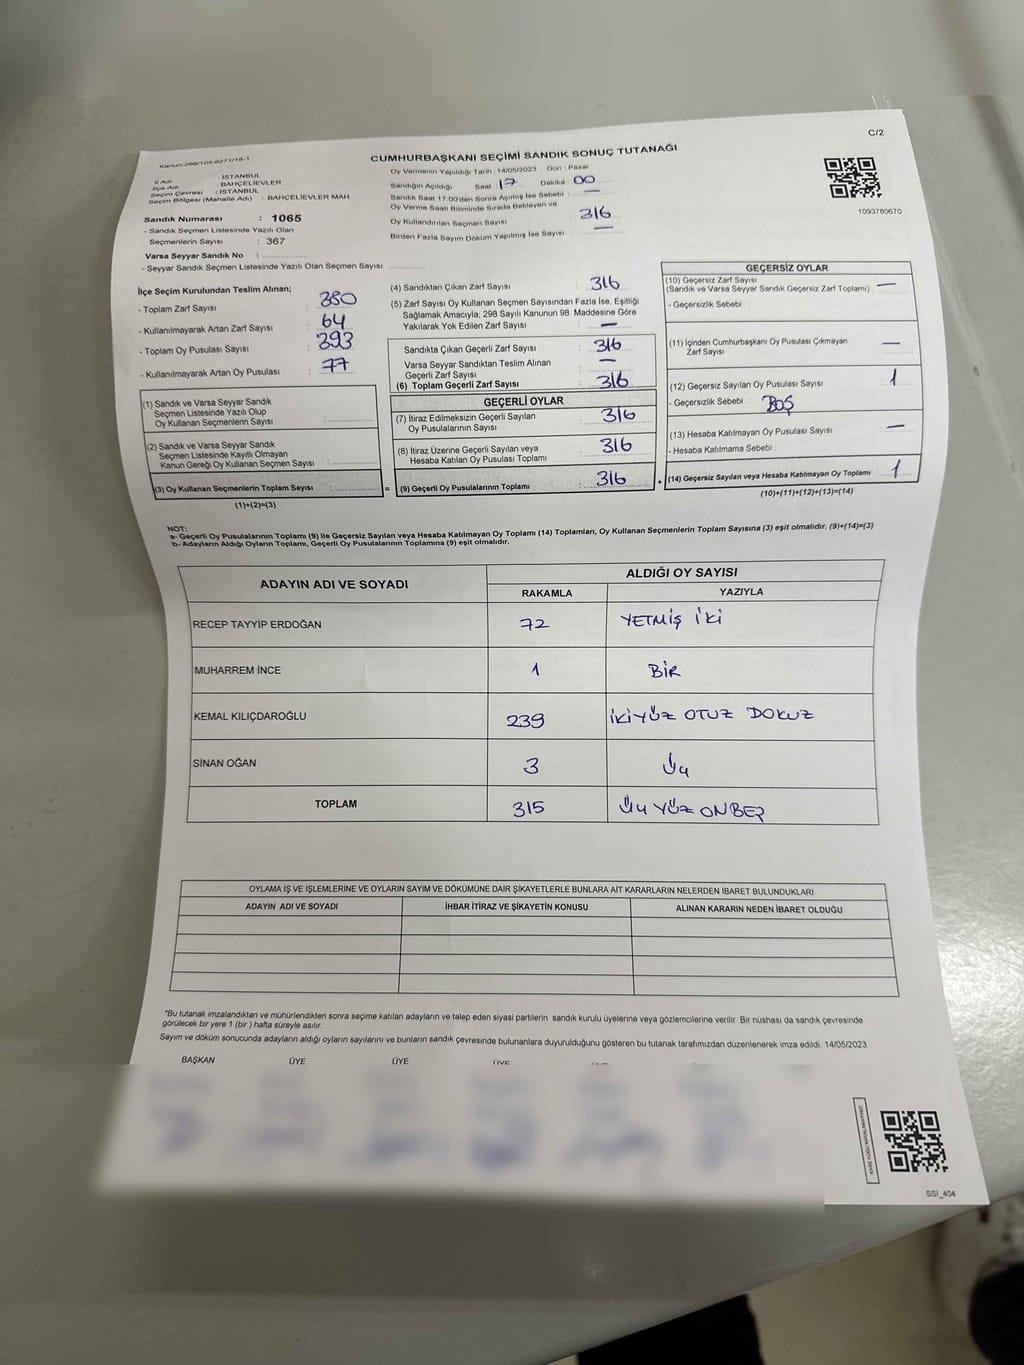 C/2
Kanun:298/105,6271/18-1
CUMHURBAŞKANI SEÇİMİ SANDIK SONUÇ TUTANAĞI
1093780670
İl Adı : İSTANBUL
İlçe Adı : BAHÇELİEVLER
Seçim Çevresi : İSTANBUL
Seçim Bölgesi (Mahalle Adı) : BAHÇELİEVLER MAH.
Sandık Numarası : 1065
- Sandık Seçmen Listesinde Yazılı Olan
Seçmenlerin Sayısı : 367
Varsa Seyyar Sandık No :
- Seyyar Sandık Seçmen Listesinde Yazılı Olan Seçmen Sayısı:
Oy Vermenin Yapıldığı Tarih : 14/05/2023 Gün : Pazar
Sandığın Açıldığı Saat 17 Dakika : 00
Sandık Saat 17:00'den Sonra Açılmış İse Sebebi : —
Oy Verme Saati Bitiminde Sırada Bekleyen ve
Oy Kullandırılan Seçmen Sayısı : 316
Birden Fazla Sayım Döküm Yapılmış İse Sayısı : —
İlçe Seçim Kurulundan Teslim Alınan;
- Toplam Zarf Sayısı : 380
- Kullanılmayarak Artan Zarf Sayısı : 64
- Toplam Oy Pusulası Sayısı : 393
- Kullanılmayarak Artan Oy Pusulası : 77
(1) Sandık ve Varsa Seyyar Sandık
Seçmen Listesinde Yazılı Olup
Oy Kullanan Seçmenlerin Sayısı :
(2) Sandık ve Varsa Seyyar Sandık
Seçmen Listesinde Kayıtlı Olmayan
Kanun Gereği Oy Kullanan Seçmen Sayısı :
(3) Oy Kullanan Seçmenlerin Toplam Sayısı :
(1)+(2)=(3)
(4) Sandıktan Çıkan Zarf Sayısı : 316
(5) Zarf Sayısı Oy Kullanan Seçmen Sayısından Fazla İse, Eşitliği
Sağlamak Amacıyla; 298 Sayılı Kanunun 98. Maddesine Göre
Yakılarak Yok Edilen Zarf Sayısı : —
Sandıkta Çıkan Geçerli Zarf Sayısı : 316
Varsa Seyyar Sandıktan Teslim Alınan
Geçerli Zarf Sayısı : —
(6) Toplam Geçerli Zarf Sayısı : 316
GEÇERLİ OYLAR
(7) İtiraz Edilmeksizin Geçerli Sayılan
Oy Pusulalarının Sayısı : 316
(8) İtiraz Üzerine Geçerli Sayılan veya
Hesaba Katılan Oy Pusulası Toplamı : 316
= (9) Geçerli Oy Pusulalarının Toplamı : 316 +
GEÇERSİZ OYLAR
(10) Geçersiz Zarf Sayısı
(Sandık ve Varsa Seyyar Sandık Geçersiz Zarf Toplamı) : —
- Geçersizlik Sebebi :
(11) İçinden Cumhurbaşkanı Oy Pusulası Çıkmayan
Zarf Sayısı : —
(12) Geçersiz Sayılan Oy Pusulası Sayısı : 1
- Geçersizlik Sebebi : BOŞ
(13) Hesaba Katılmayan Oy Pusulası Sayısı : —
- Hesaba Katılmama Sebebi :
(14) Geçersiz Sayılan veya Hesaba Katılmayan Oy Toplamı : 1
(10)+(11)+(12)+(13)=(14)
NOT:
a- Geçerli Oy Pusulalarının Toplamı (9) ile Geçersiz Sayılan veya Hesaba Katılmayan Oy Toplamı (14) Toplamları, Oy Kullanan Seçmenlerin Toplam Sayısına (3) eşit olmalıdır. (9)+(14)=(3)
b- Adayların Aldığı Oyların Toplamı, Geçerli Oy Pusulalarının Toplamına (9) eşit olmalıdır.
ADAYIN ADI VE SOYADI
ALDIĞI OY SAYISI
RAKAMLA YAZIYLA
RECEP TAYYİP ERDOĞAN 72 YETMİŞ İKİ
MUHARREM İNCE 1 BİR
KEMAL KILIÇDAROĞLU 239 İKİYÜZ OTUZ DOKUZ
SİNAN OĞAN 3 ÜÇ
TOPLAM 315 ÜÇ YÜZ ONBEŞ
OYLAMA İŞ VE İŞLEMLERİNE VE OYLARIN SAYIM VE DÖKÜMÜNE DAİR ŞİKAYETLERLE BUNLARA AİT KARARLARIN NELERDEN İBARET BULUNDUKLARI
ADAYIN ADI VE SOYADI İHBAR İTİRAZ VE ŞİKAYETİN KONUSU ALINAN KARARIN NEDEN İBARET OLDUĞU
*Bu tutanak imzalandıktan ve mühürlendikten sonra seçime katılan adayların ve talep eden siyasi partilerin sandık kurulu üyelerine veya gözlemcilerine verilir. Bir nüshası da sandık çevresinde
görülecek bir yere 1 (bir) hafta süreyle asılır.
Sayım ve döküm sonucunda adayların aldığı oyların sayılarını ve bunların sandık çevresinde bulunanlara duyurulduğunu gösteren bu tutanak tarafımızdan düzenlenerek imza edildi. 14/05/2023
BAŞKAN ÜYE ÜYE ÜYE
SSİ_404